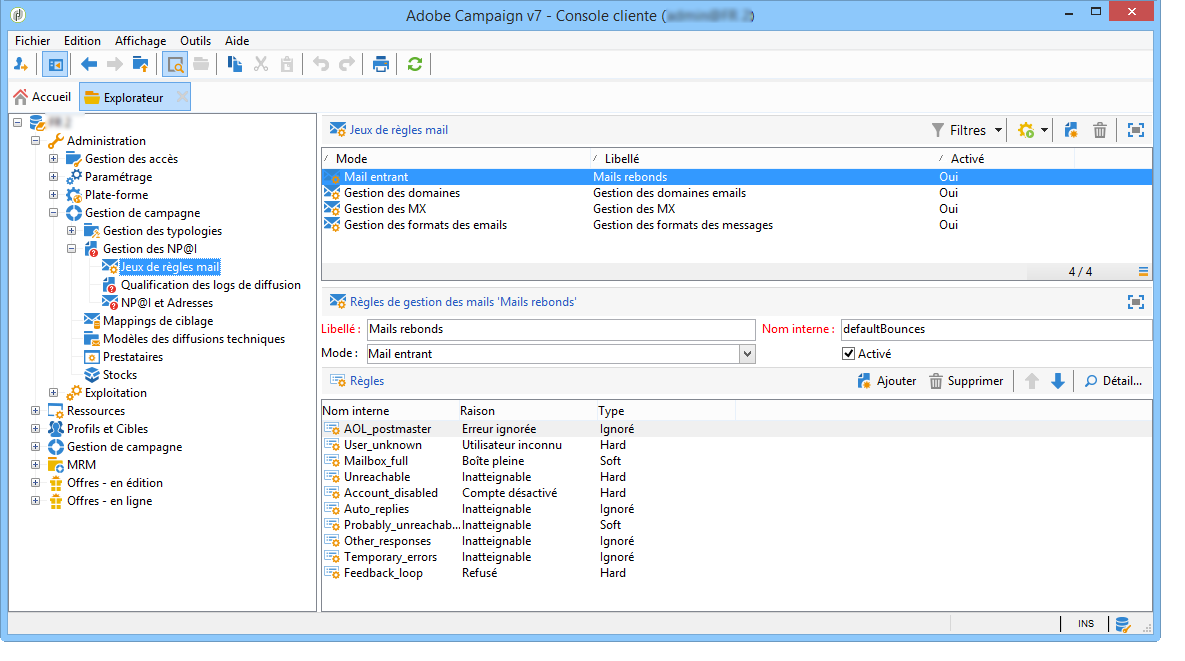 Adobe Campaign v7 - Console cliente (
Fichier Edition Affichage Outils Aide
Accueil Explorateur
Administration
Gestion des accès
Paramétrage
Plate-forme
Gestion de campagne
Gestion des typologies
Gestion des NP@I
Jeux de règles mail
Qualification des logs de diffusion
NP@I et Adresses
Mappings de ciblage
Modèles des diffusions techniques
Prestataires
Stocks
Exploitation
Ressources
Profils et Cibles
Gestion de campagne
MRM
Offres - en édition
Offres - en ligne
Jeux de règles mail Filtres
Mode Libellé Activé
Mail entrant Mails rebonds Oui
Gestion des domaines Gestion des domaines emails Oui
Gestion des MX Gestion des MX Oui
Gestion des formats des emails Gestion des formats des messages Oui
4 / 4
Règles de gestion des mails 'Mails rebonds'
Libellé : Mails rebonds Nom interne : defaultBounces
Mode : Mail entrant Activé
Règles Ajouter Supprimer Détail...
Nom interne Raison Type
AOL_postmaster Erreur ignorée Ignoré
User_unknown Utilisateur inconnu Hard
Mailbox_full Boîte pleine Soft
Unreachable Inatteignable Hard
Account_disabled Compte désactivé Hard
Auto_replies Inatteignable Ignoré
Probably_unreachab... Inatteignable Soft
Other_responses Inatteignable Ignoré
Temporary_errors Inatteignable Ignoré
Feedback_loop Refusé Hard
INS